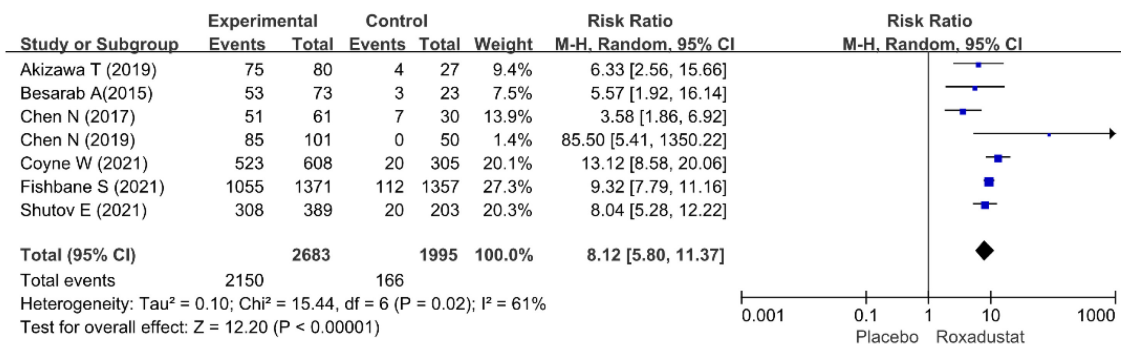 Experimental Control Risk Ratio Risk Ratio
Study or Subgroup Events Total Events Total Weight M-H, Random, 95% CI M-H, Random, 95% CI
Akizawa T (2019) 75 80 4 27 9.4% 6.33 [2.56, 15.66]
Besarab A(2015) 53 73 3 23 7.5% 5.57 [1.92, 16.14]
Chen N (2017) 51 61 7 30 13.9% 3.58 [1.86, 6.92]
Chen N (2019) 85 101 0 50 1.4% 85.50 [5.41, 1350.22]
Coyne W (2021) 523 608 20 305 20.1% 13.12 [8.58, 20.06]
Fishbane S (2021) 1055 1371 112 1357 27.3% 9.32 [7.79, 11.16]
Shutov E (2021) 308 389 20 203 20.3% 8.04 [5.28, 12.22]
Total (95% CI) 2683 1995 100.0% 8.12 [5.80, 11.37]
Total events 2150 166
Heterogeneity: Tau² = 0.10; Chi² = 15.44, df = 6 (P = 0.02); I² = 61%
Test for overall effect: Z = 12.20 (P < 0.00001)
0.001 0.1 1 10 1000
Placebo Roxadustat